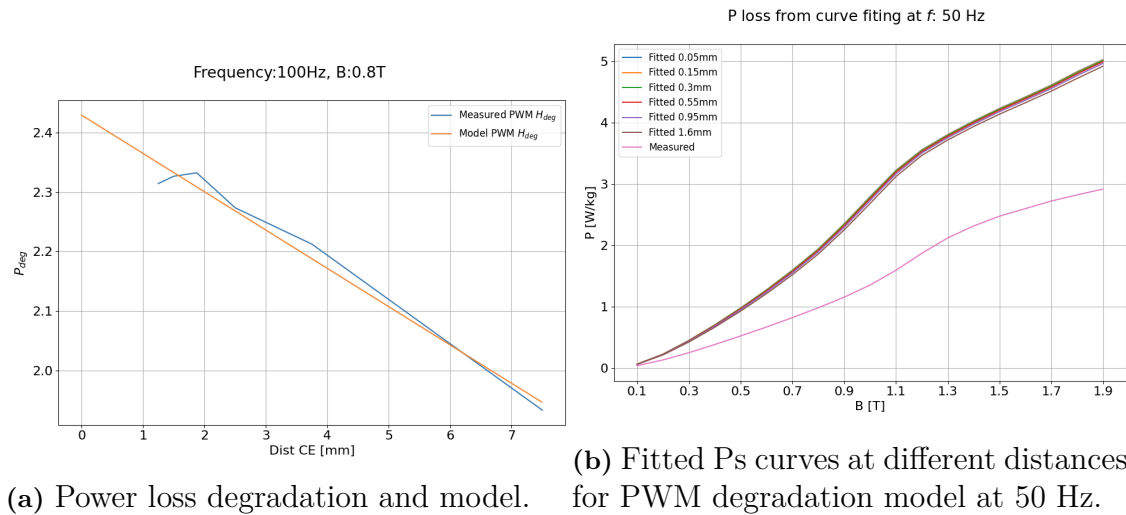 Frequency:100Hz, B:0.8T
Measured PWM H_deg
Model PWM H_deg
2.4
2.3
2.2
2.1
2.0
P_deg
0 1 2 3 4 5 6 7
Dist CE [mm]
(a) Power loss degradation and model.
P loss from curve fiting at f: 50 Hz
Fitted 0.05mm
Fitted 0.15mm
Fitted 0.3mm
Fitted 0.55mm
Fitted 0.95mm
Fitted 1.6mm
Measured
5
4
3
2
1
0
P [W/kg]
0.1 0.3 0.5 0.7 0.9 1.1 1.3 1.5 1.7 1.9
B [T]
(b) Fitted Ps curves at different distances
for PWM degradation model at 50 Hz.